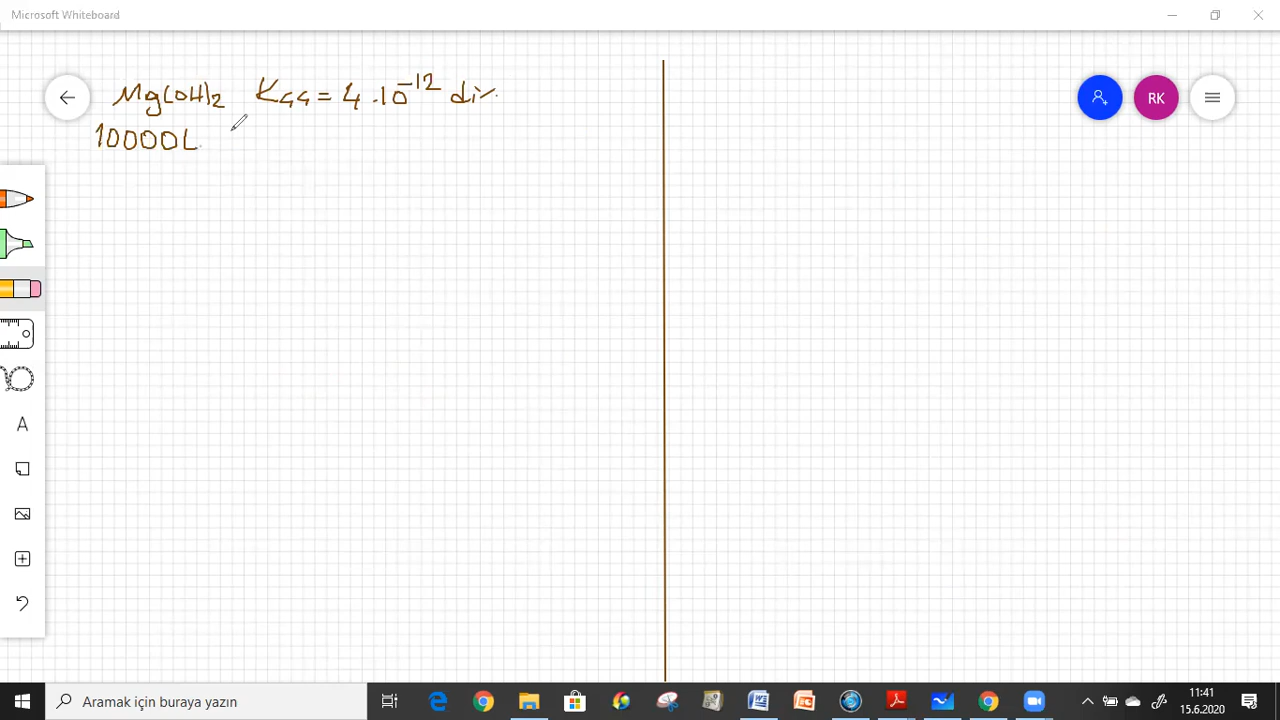 Microsoft Whiteboard
Mg(OH)2 Kçç = 4 .10^-12 dir.
10000L
RK
A
Aramak için buraya yazın
11:41
15.6.2020